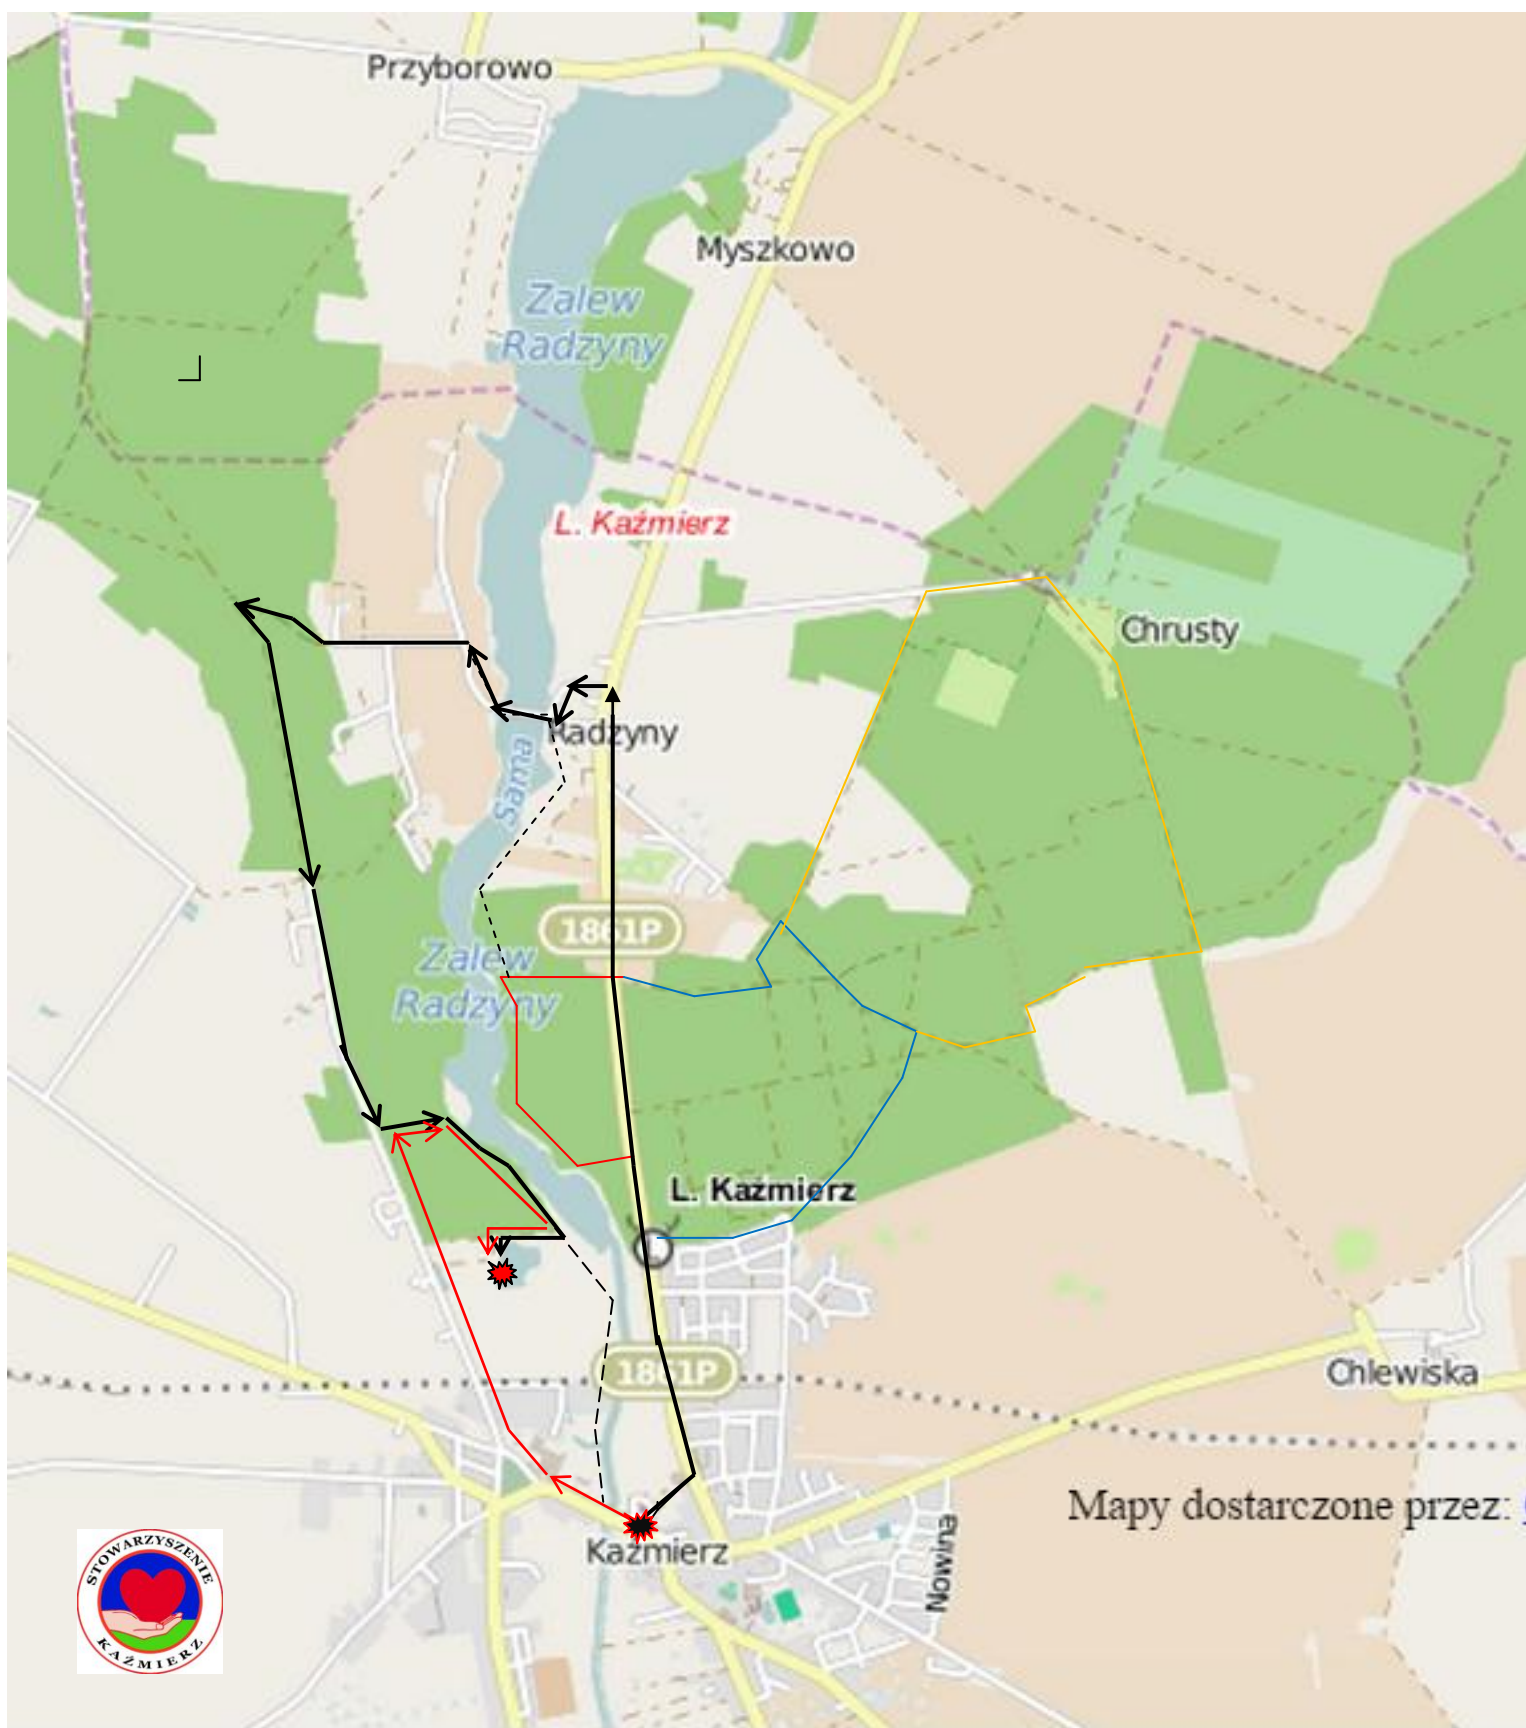 Przyborowo
Myszkowo
Zalew
Radzyny
L. Kaźmierz
Chrusty
Radzyny
Sama
1861P
Zalew
Radzyny
L. Kaźmierz
1861P
Chlewiska
Mapy dostarczone przez:
Kaźmierz
Nowina
STOWARZYSZENIE
KAŹMIERZ